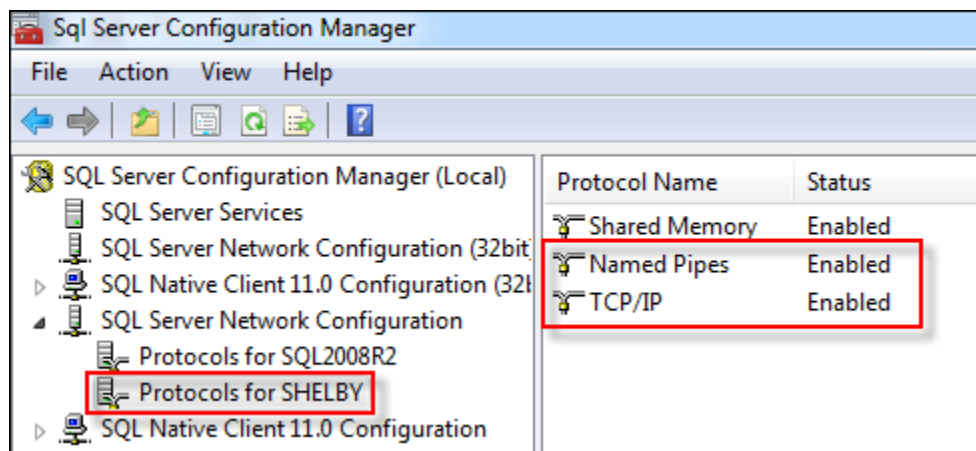 Sql Server Configuration Manager
File Action View Help
SQL Server Configuration Manager (Local)
SQL Server Services
SQL Server Network Configuration (32bit
SQL Native Client 11.0 Configuration (32
SQL Server Network Configuration
Protocols for SQL2008R2
Protocols for SHELBY
SQL Native Client 11.0 Configuration
Protocol Name Status
Shared Memory Enabled
Named Pipes Enabled
TCP/IP Enabled